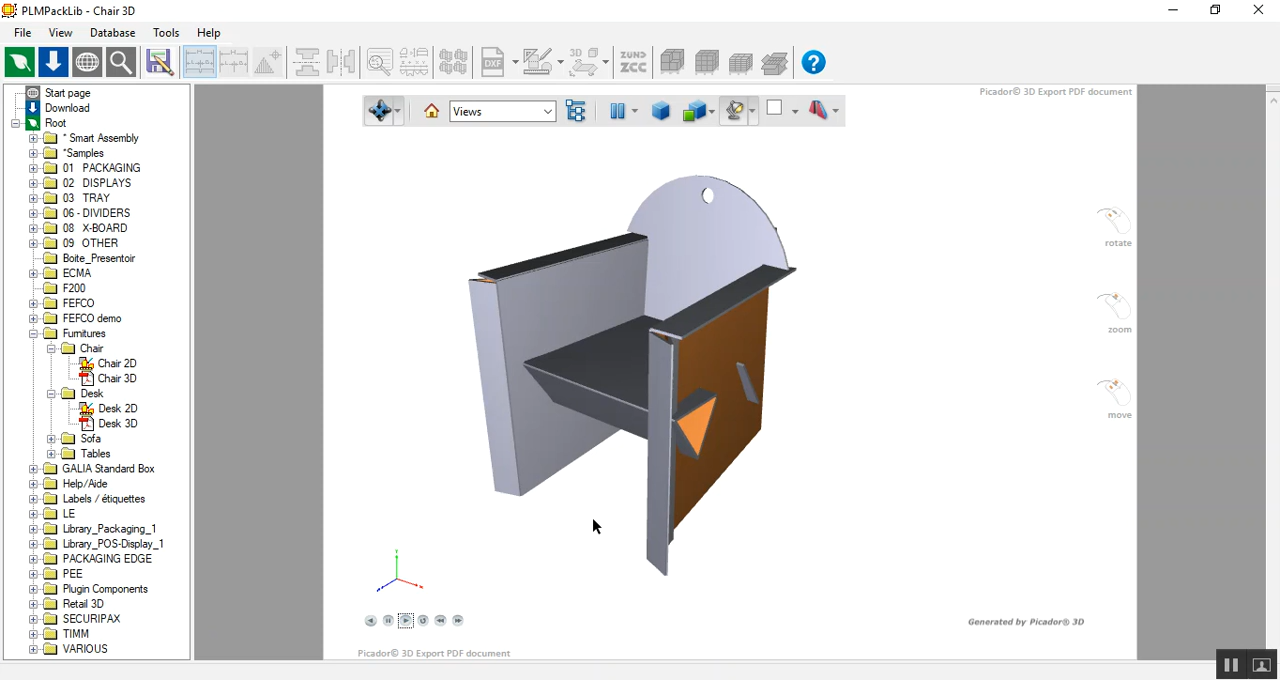 PLMPackLib - Chair 3D
File View Database Tools Help
DXF 3D ZUND ZCC ?
Start page
Download
Root
* Smart Assembly
*Samples
01 PACKAGING
02 DISPLAYS
03 TRAY
06 - DIVIDERS
08 X-BOARD
09 OTHER
Boite_Presentoir
ECMA
F200
FEFCO
FEFCO demo
Furnitures
Chair
Chair 2D
Chair 3D
Desk
Desk 2D
Desk 3D
Sofa
Tables
GALIA Standard Box
Help/Aide
Labels / étiquettes
LE
Library_Packaging_1
Library_POS-Display_1
PACKAGING EDGE
PEE
Plugin Components
Retail 3D
SECURIPAX
TIMM
VARIOUS
Picador© 3D Export PDF document
Views
rotate
zoom
move
Generated by Picador® 3D
Picador© 3D Export PDF document